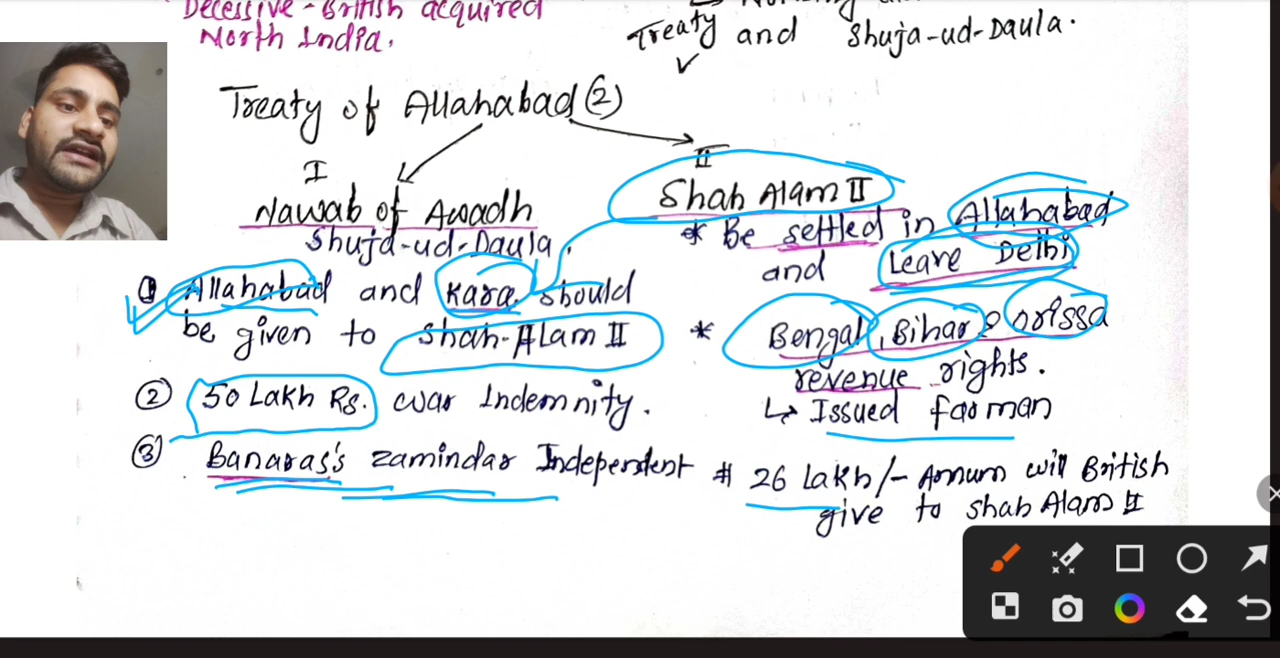 Decessive - British acquired
North India.
Treaty and Shuja-ud-Daula.
Treaty of Allahabad (2)
I
Nawab of Awadh
Shuja-ud-Daula.
① Allahabad and Kara should
be given to Shah-Alam II
② 50 Lakh Rs. war Indemnity.
③ Banaras's zamindar Independent
II
Shah Alam II
* Be settled in Allahabad
and Leave Delhi
* Bengal, Bihar & Orissa
revenue rights.
↳ Issued farman
# 26 Lakh/- Annum will British
give to Shah Alam II